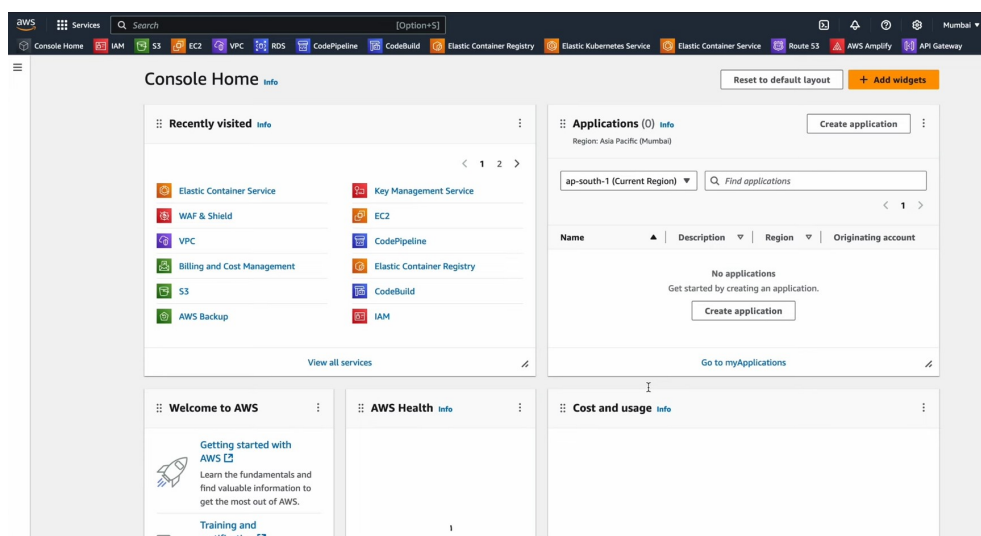 aws Services Search [Option+S] Mumbai
Console Home IAM S3 EC2 VPC RDS CodePipeline CodeBuild Elastic Container Registry Elastic Kubernetes Service Elastic Container Service Route 53 AWS Amplify API Gateway
Console Home Info
Reset to default layout + Add widgets
Recently visited Info
1 2
Elastic Container Service
Key Management Service
WAF & Shield
EC2
VPC
CodePipeline
Billing and Cost Management
Elastic Container Registry
S3
CodeBuild
AWS Backup
IAM
View all services
Applications (0) Info
Region: Asia Pacific (Mumbai)
Create application
ap-south-1 (Current Region) Find applications
1
Name Description Region Originating account
No applications
Get started by creating an application.
Create application
Go to myApplications
Welcome to AWS
Getting started with
AWS
Learn the fundamentals and
find valuable information to
get the most out of AWS.
Training and
AWS Health Info
Cost and usage Info